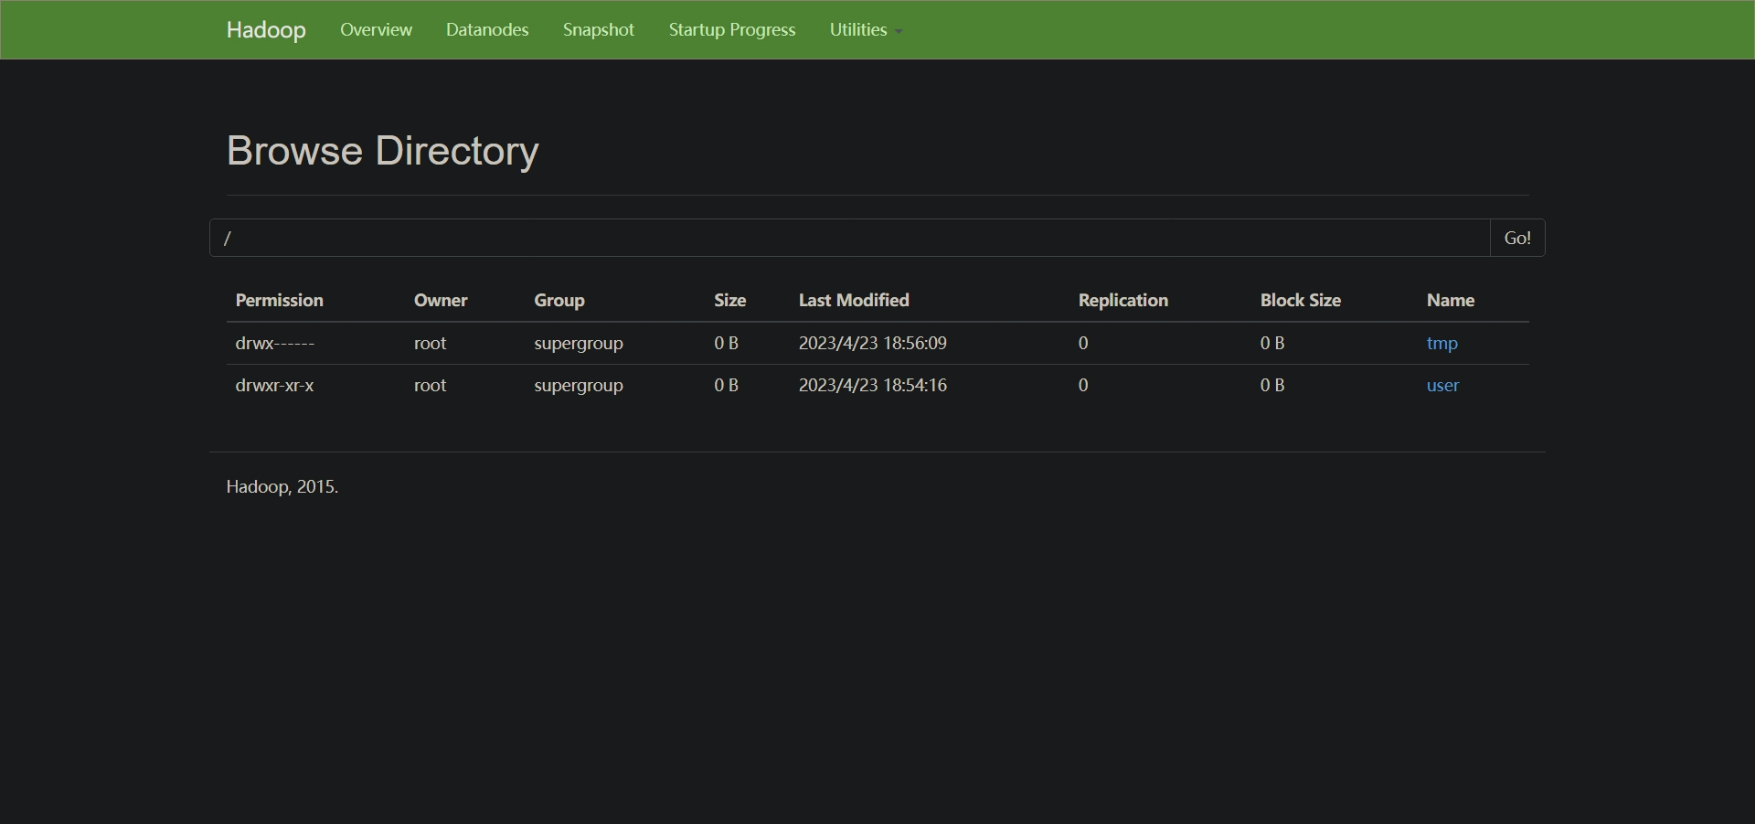 Hadoop Overview Datanodes Snapshot Startup Progress Utilities
Browse Directory
/ Go!
Permission Owner Group Size Last Modified Replication Block Size Name
drwx------ root supergroup 0 B 2023/4/23 18:56:09 0 0 B tmp
drwxr-xr-x root supergroup 0 B 2023/4/23 18:54:16 0 0 B user
Hadoop, 2015.